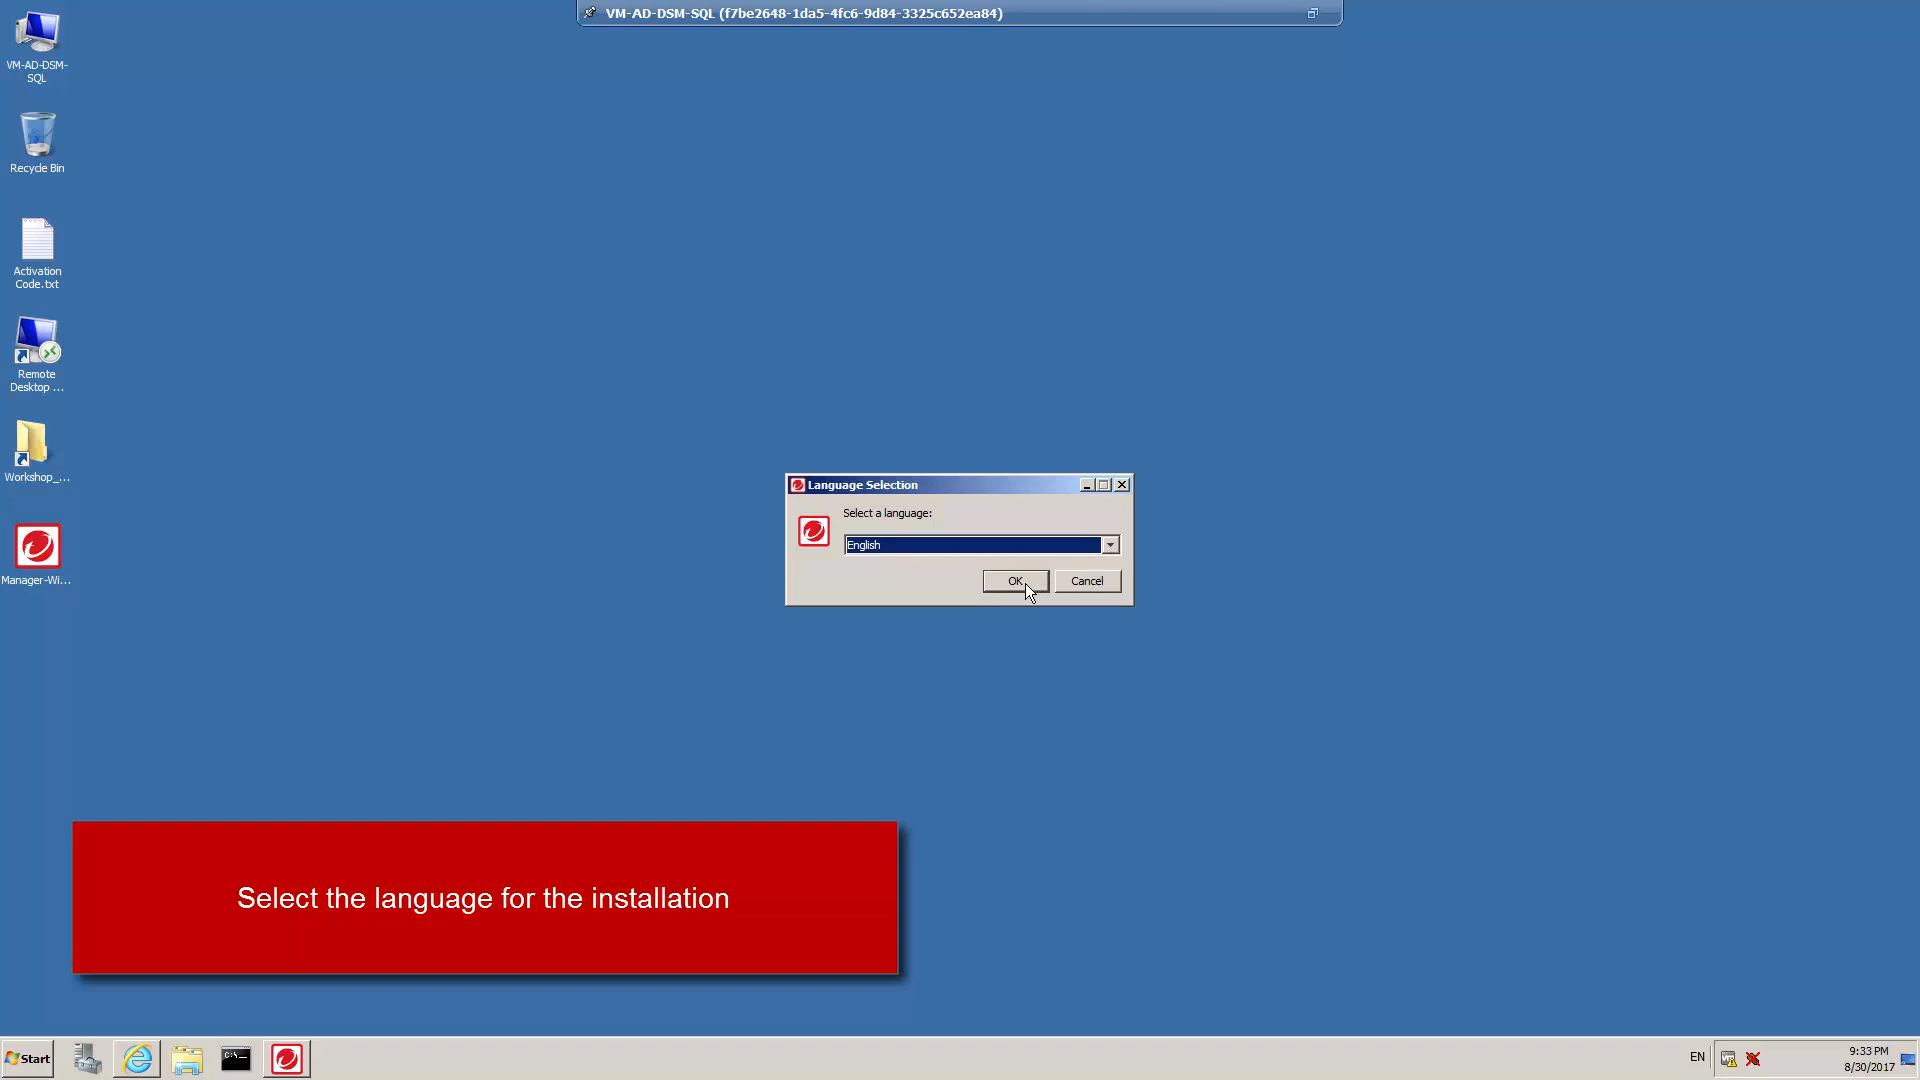 VM-AD-DSM-SQL (f7be2648-1da5-4fc6-9d84-3325c652ea84)
VM-AD-DSM-
SQL
Recycle Bin
Activation
Code.txt
Remote
Desktop ...
Workshop_...
Manager-Wi...
Language Selection
Select a language:
English
OK
Cancel
Select the language for the installation
Start
C:\_
EN
9:33 PM
8/30/2017